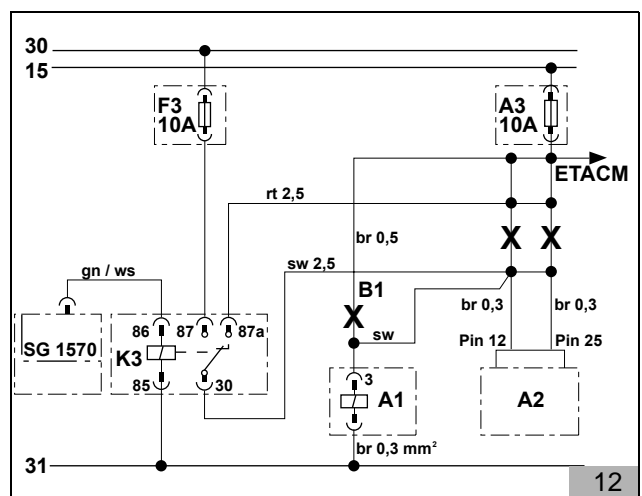 30
15
F3
10A
A3
10A
ETACM
rt 2,5
br 0,5
gn / ws
sw 2,5
B1
br 0,3
br 0,3
86
87
87a
sw
SG 1570
K3
Pin 12
Pin 25
3
85
30
A1
A2
br 0,3 mm²
31
12